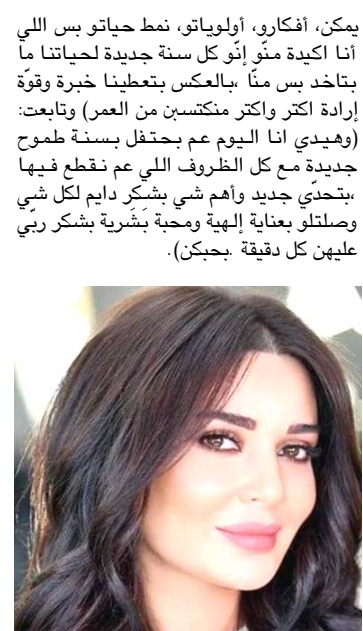 يمكن، أفكارو، أولوياتو، نمط حياتو بس اللي
أنا اكيدة منّو إنّو كل سنة جديدة لحياتنا ما
بتاخد بس منّا ،بالعكس بتعطينا خبرة وقوّة
إرادة اكتر واكتر منكتسبن من العمر) وتابعت:
(وهيدي انا اليوم عم بحتفل بسنة طموح
جديدة مع كل الظروف اللي عم نقطع فيها
،بتحدّي جديد وأهم شي بشكر دايم لكل شي
وصلتلو بعناية إلهية ومحبة بَشَرية بشكر ربّي
عليهن كل دقيقة .بحبكن).